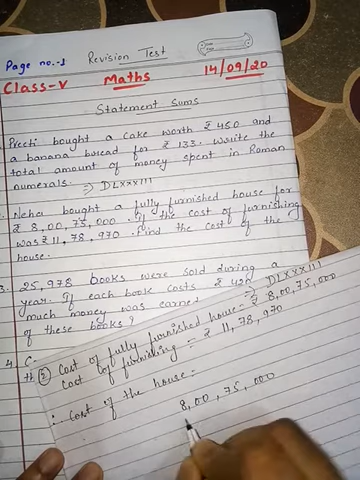 Page no.-1 Revision Test
Class-V Maths 14/09/20
Statement Sums
Preeti bought a cake worth ₹ 450 and
a banana bread for ₹ 133. Write the
total amount of money spent in Roman
numerals. ⇒ DLXXXIII
Neha bought a fully furnished house for
₹ 8,00,75,000. If the cost of furnishing
was ₹ 11,78,970. Find the cost of the
house.
3. 25,978 books were sold during a
year. If each book costs ₹ 420
much money was earned
of these books?
4. C
⇒ DLXXXIII
② Cost of fully furnished house = ₹ 8,00,75,000
Cost of furnishing = ₹ 11,78,970
∴ Cost of the house =
8,00,75,000